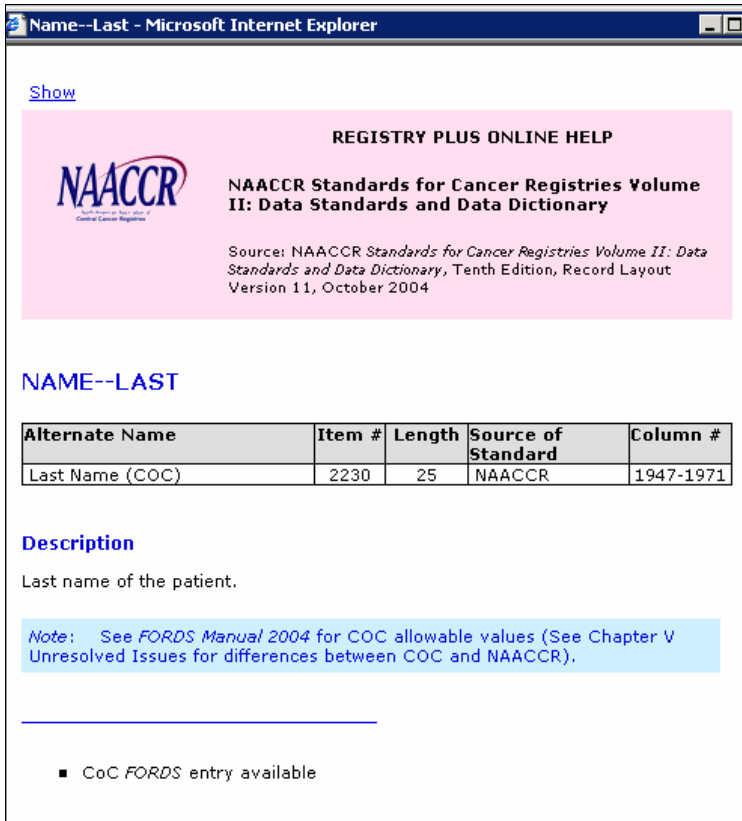 Name--Last - Microsoft Internet Explorer
Show
REGISTRY PLUS ONLINE HELP
NAACCR
Central Cancer Registries
NAACCR Standards for Cancer Registries Volume
II: Data Standards and Data Dictionary
Source: NAACCR Standards for Cancer Registries Volume II: Data
Standards and Data Dictionary, Tenth Edition, Record Layout
Version 11, October 2004
NAME--LAST
Alternate Name Item # Length Source of Standard Column #
Last Name (COC) 2230 25 NAACCR 1947-1971
Description
Last name of the patient.
Note: See FORDS Manual 2004 for COC allowable values (See Chapter V
Unresolved Issues for differences between COC and NAACCR).
CoC FORDS entry available